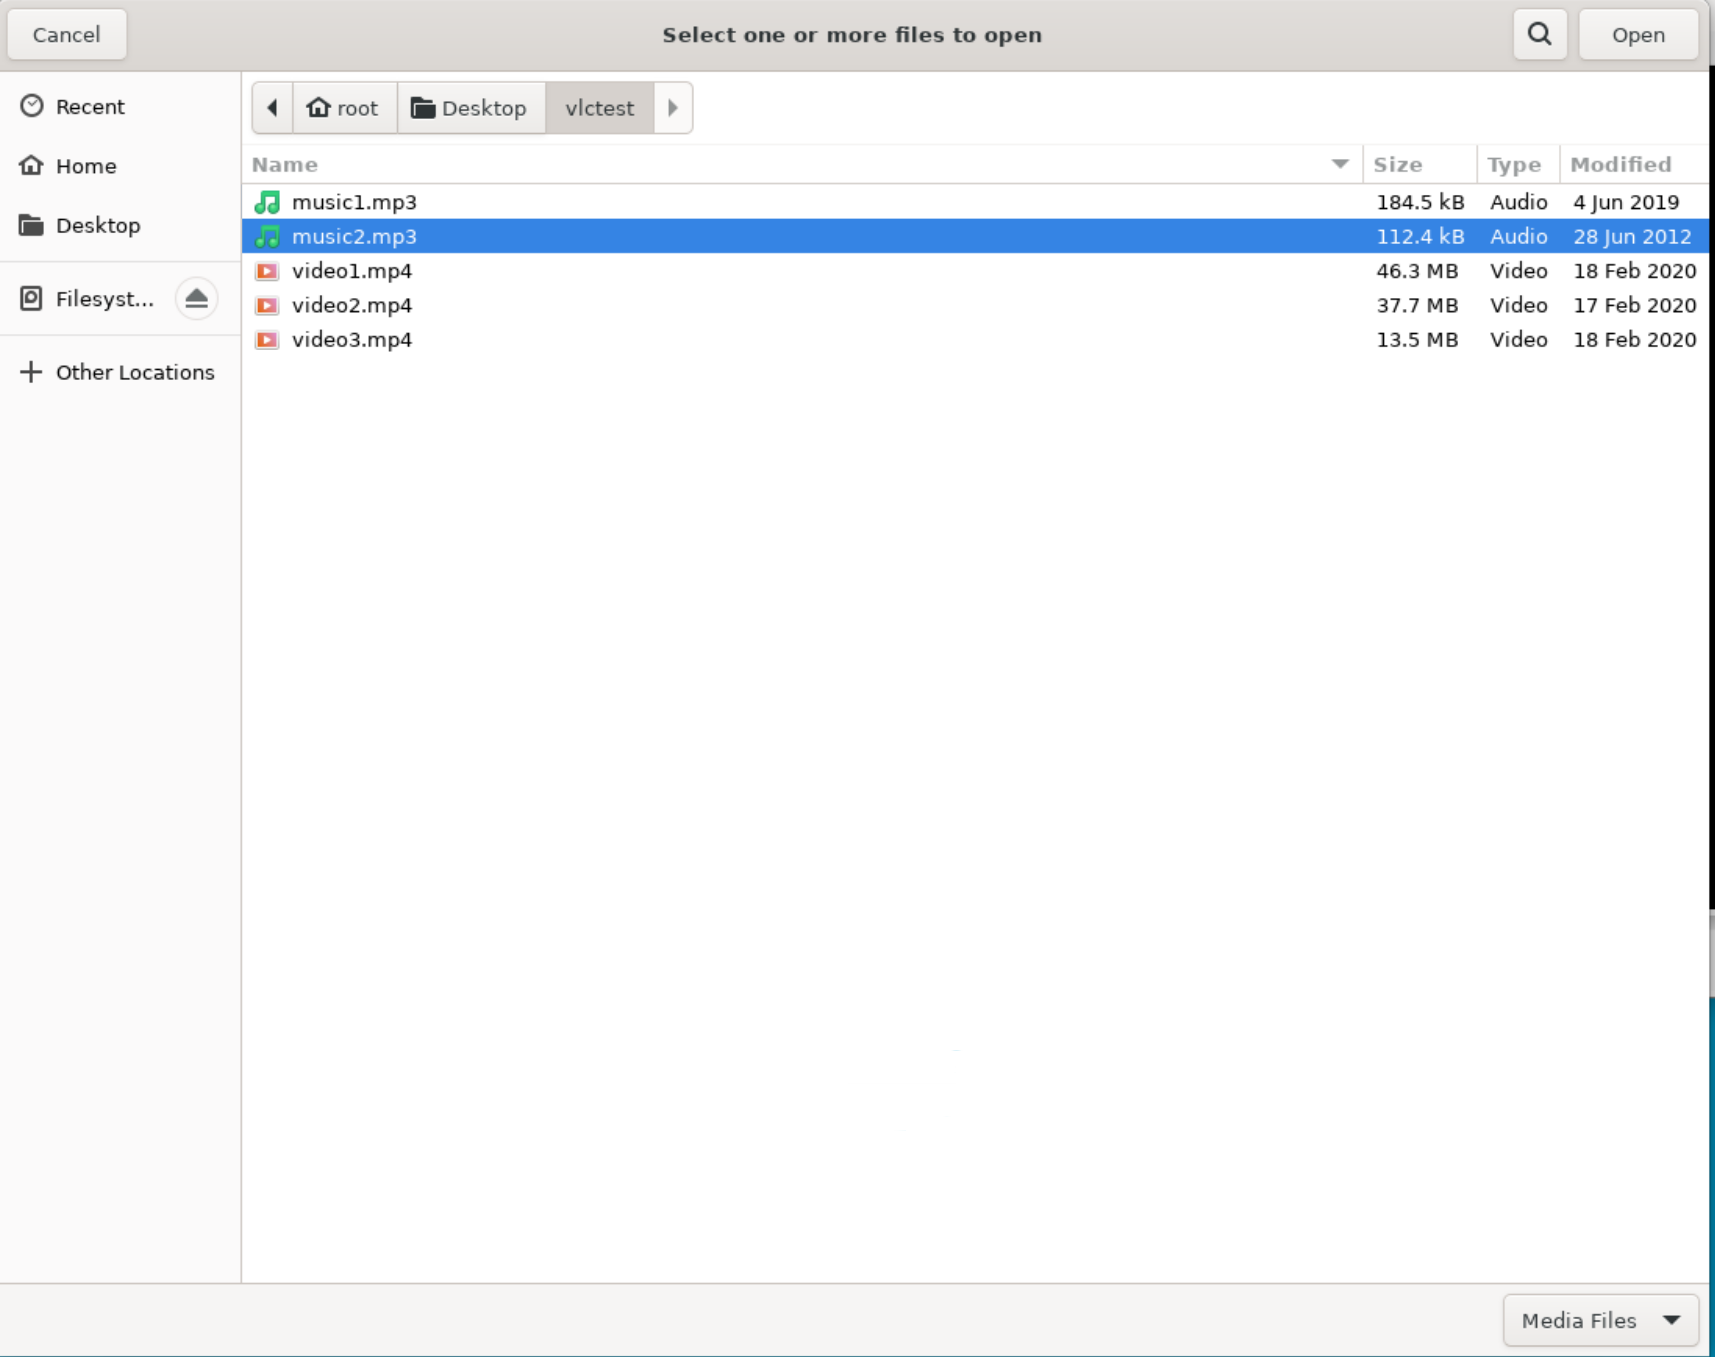 Cancel Select one or more files to open Open
Recent
Home
Desktop
Filesyst...
Other Locations
root Desktop vlctest
Name Size Type Modified
music1.mp3 184.5 kB Audio 4 Jun 2019
music2.mp3 112.4 kB Audio 28 Jun 2012
video1.mp4 46.3 MB Video 18 Feb 2020
video2.mp4 37.7 MB Video 17 Feb 2020
video3.mp4 13.5 MB Video 18 Feb 2020
Media Files